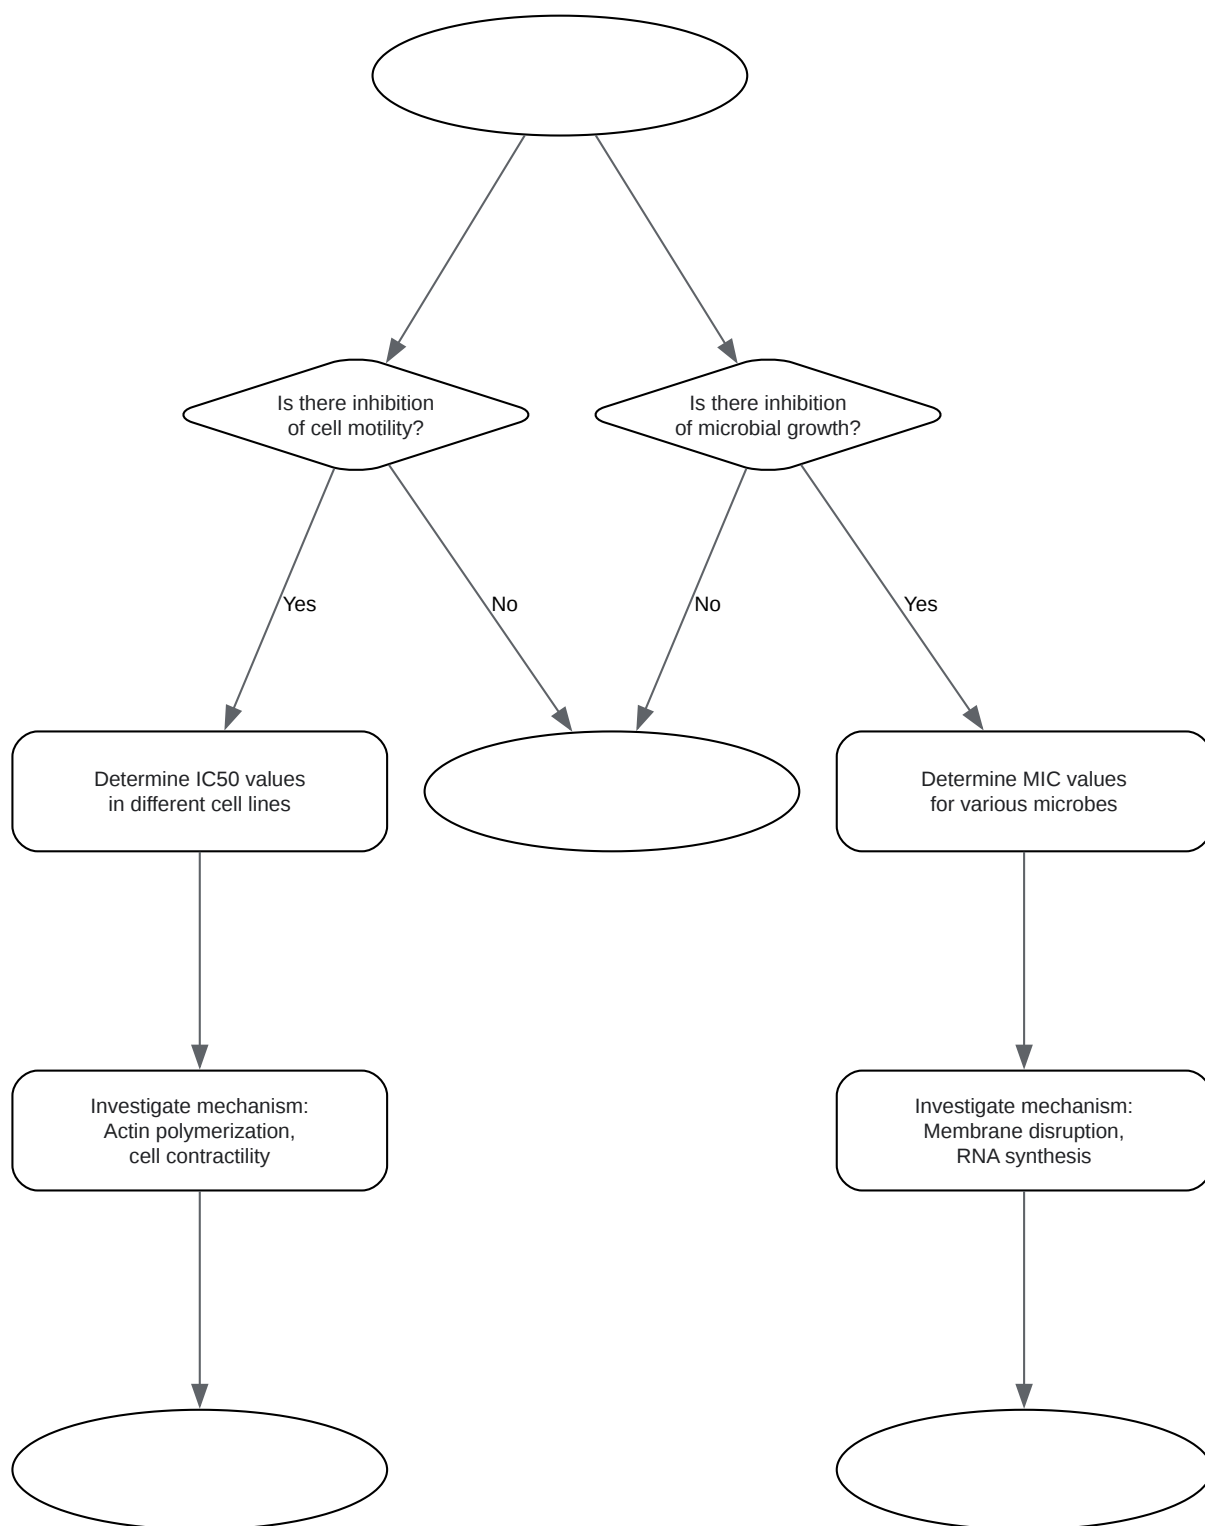 Is there inhibition
of cell motility?
Is there inhibition
of microbial growth?
Yes
No
No
Yes
Determine IC50 values
in different cell lines
Determine MIC values
for various microbes
Investigate mechanism:
Actin polymerization,
cell contractility
Investigate mechanism:
Membrane disruption,
RNA synthesis